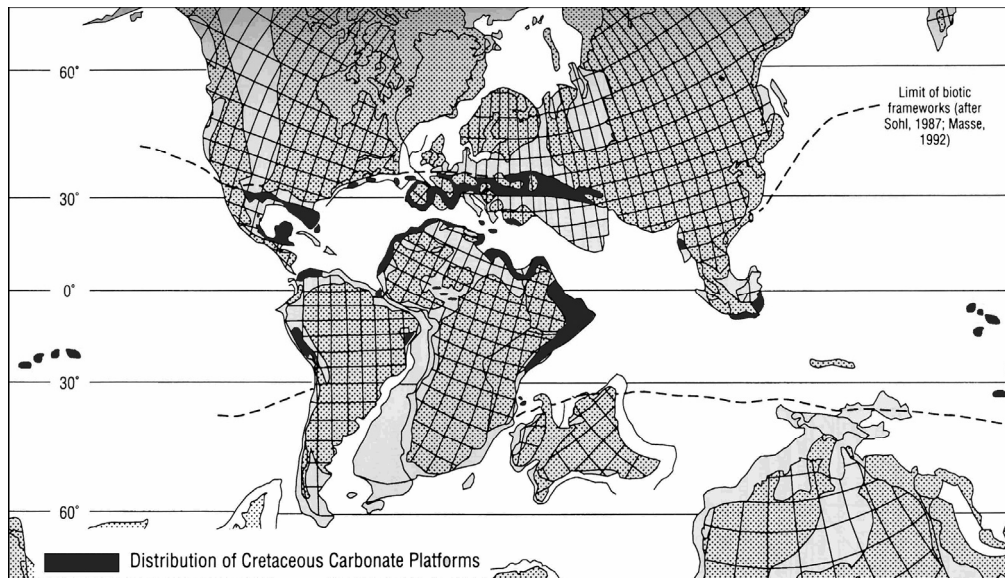 60°
Limit of biotic
frameworks (after
Sohl, 1987; Masse,
1992)
30°
0°
30°
60°
Distribution of Cretaceous Carbonate Platforms